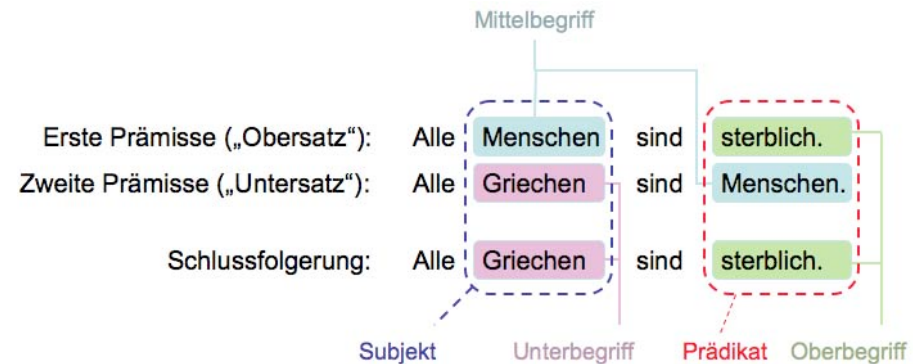 Mittelbegriff
Erste Prämisse („Obersatz“): Alle Menschen sind sterblich.
Zweite Prämisse („Untersatz“): Alle Griechen sind Menschen.
Schlussfolgerung: Alle Griechen sind sterblich.
Subjekt Unterbegriff Prädikat Oberbegriff